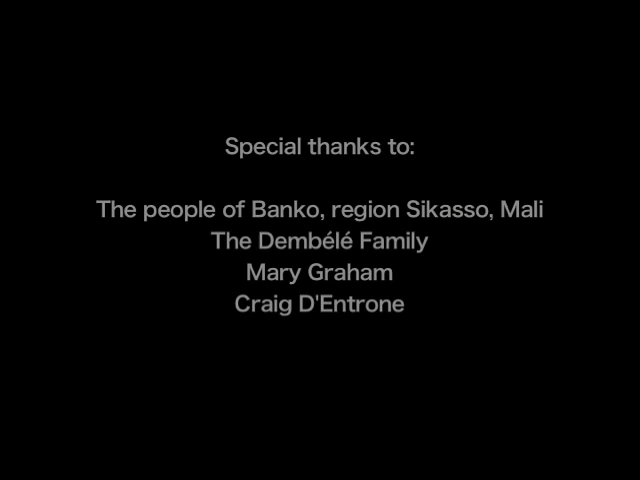 Special thanks to:
The people of Banko, region Sikasso, Mali
The Dembélé Family
Mary Graham
Craig D'Entrone